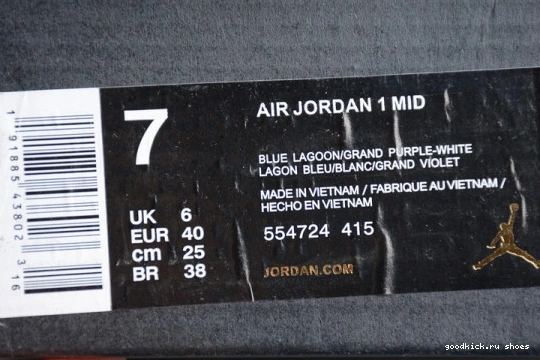 1 91885 43802 3 16
7
UK 6
EUR 40
cm 25
BR 38
AIR JORDAN 1 MID
BLUE LAGOON/GRAND PURPLE-WHITE
LAGON BLEU/BLANC/GRAND VIOLET
MADE IN VIETNAM / FABRIQUE AU VIETNAM /
HECHO EN VIETNAM
554724 415
JORDAN.COM
goodkick.ru shoes